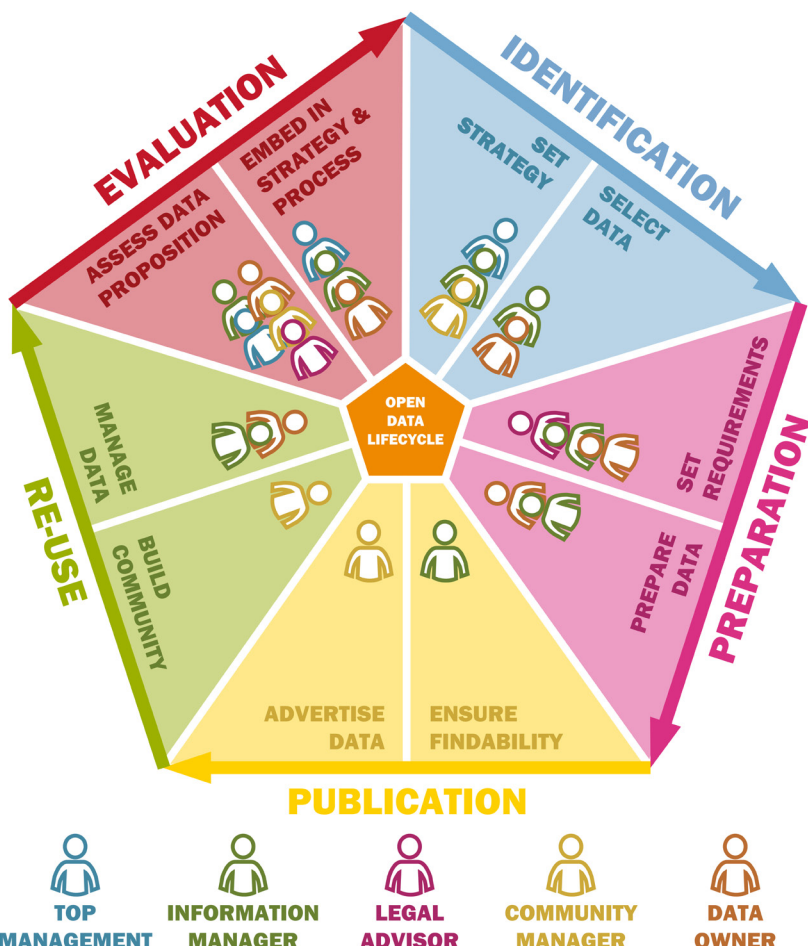 EVALUATION
IDENTIFICATION
EMBED IN
STRATEGY &
PROCESS
ASSESS DATA
PROPOSITION
SET
STRATEGY
SELECT
DATA
OPEN
DATA
LIFECYCLE
MANAGE
DATA
SET
REQUIREMENTS
RE-USE
PREPARATION
BUILD
COMMUNITY
PREPARE
DATA
ADVERTISE
DATA
ENSURE
FINDABILITY
PUBLICATION
TOP
MANAGEMENT
INFORMATION
MANAGER
LEGAL
ADVISOR
COMMUNITY
MANAGER
DATA
OWNER